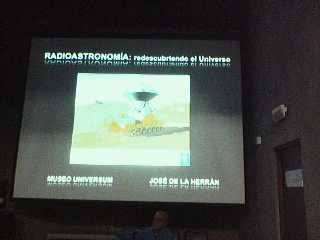 RADIOASTRONOMÍA: redescubriendo el Universo
MUSEO UNIVERSUM
JOSÉ DE LA HERRÁN